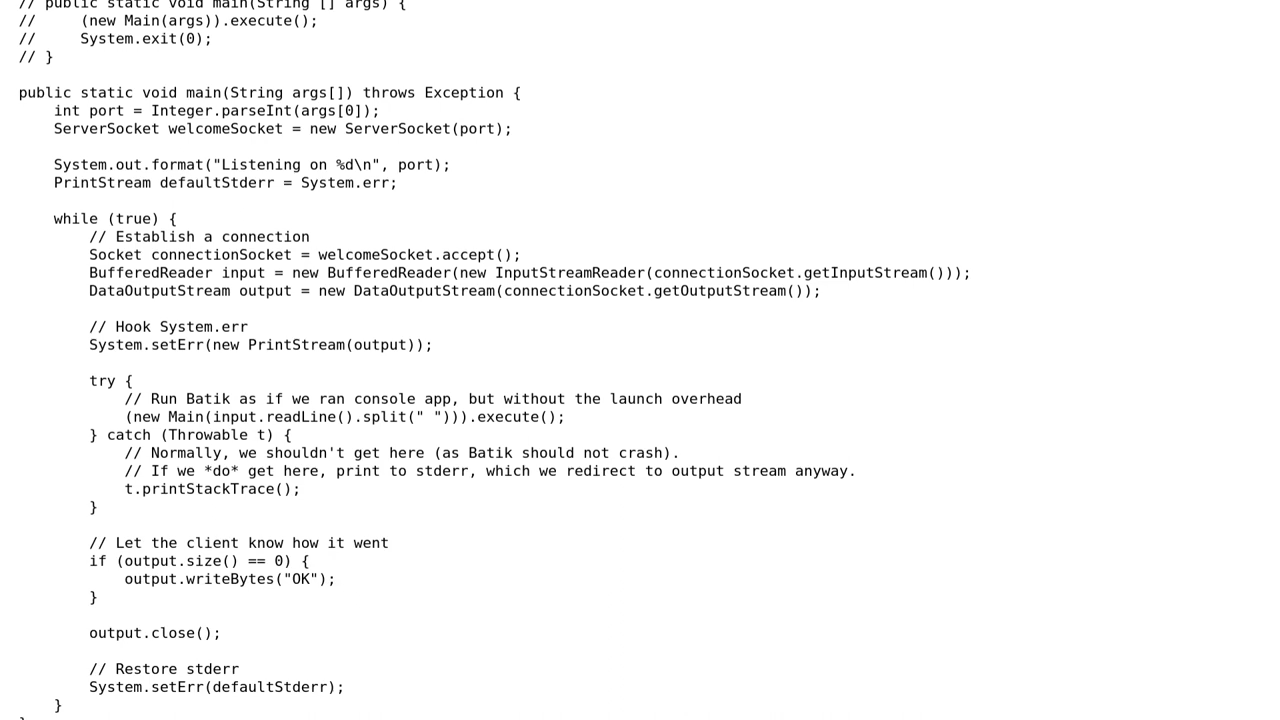 // public static void main(String [] args) {
//     (new Main(args)).execute();
//     System.exit(0);
// }
public static void main(String args[]) throws Exception {
    int port = Integer.parseInt(args[0]);
    ServerSocket welcomeSocket = new ServerSocket(port);
    System.out.format("Listening on %d\n", port);
    PrintStream defaultStderr = System.err;
    while (true) {
        // Establish a connection
        Socket connectionSocket = welcomeSocket.accept();
        BufferedReader input = new BufferedReader(new InputStreamReader(connectionSocket.getInputStream()));
        DataOutputStream output = new DataOutputStream(connectionSocket.getOutputStream());
        // Hook System.err
        System.setErr(new PrintStream(output));
        try {
            // Run Batik as if we ran console app, but without the launch overhead
            (new Main(input.readLine().split(" "))).execute();
        } catch (Throwable t) {
            // Normally, we shouldn't get here (as Batik should not crash).
            // If we *do* get here, print to stderr, which we redirect to output stream anyway.
            t.printStackTrace();
        }
        // Let the client know how it went
        if (output.size() == 0) {
            output.writeBytes("OK");
        }
        output.close();
        // Restore stderr
        System.setErr(defaultStderr);
    }
}